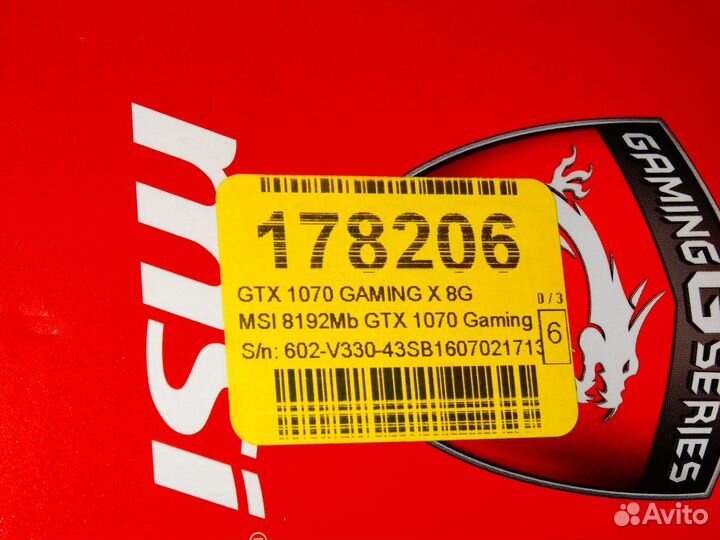 msi
178206
GTX 1070 GAMING X 8G
0/3
MSI 8192Mb GTX 1070 Gaming
6
S/n: 602-V330-43SB1607021713
GAMING G SERIES
Avito